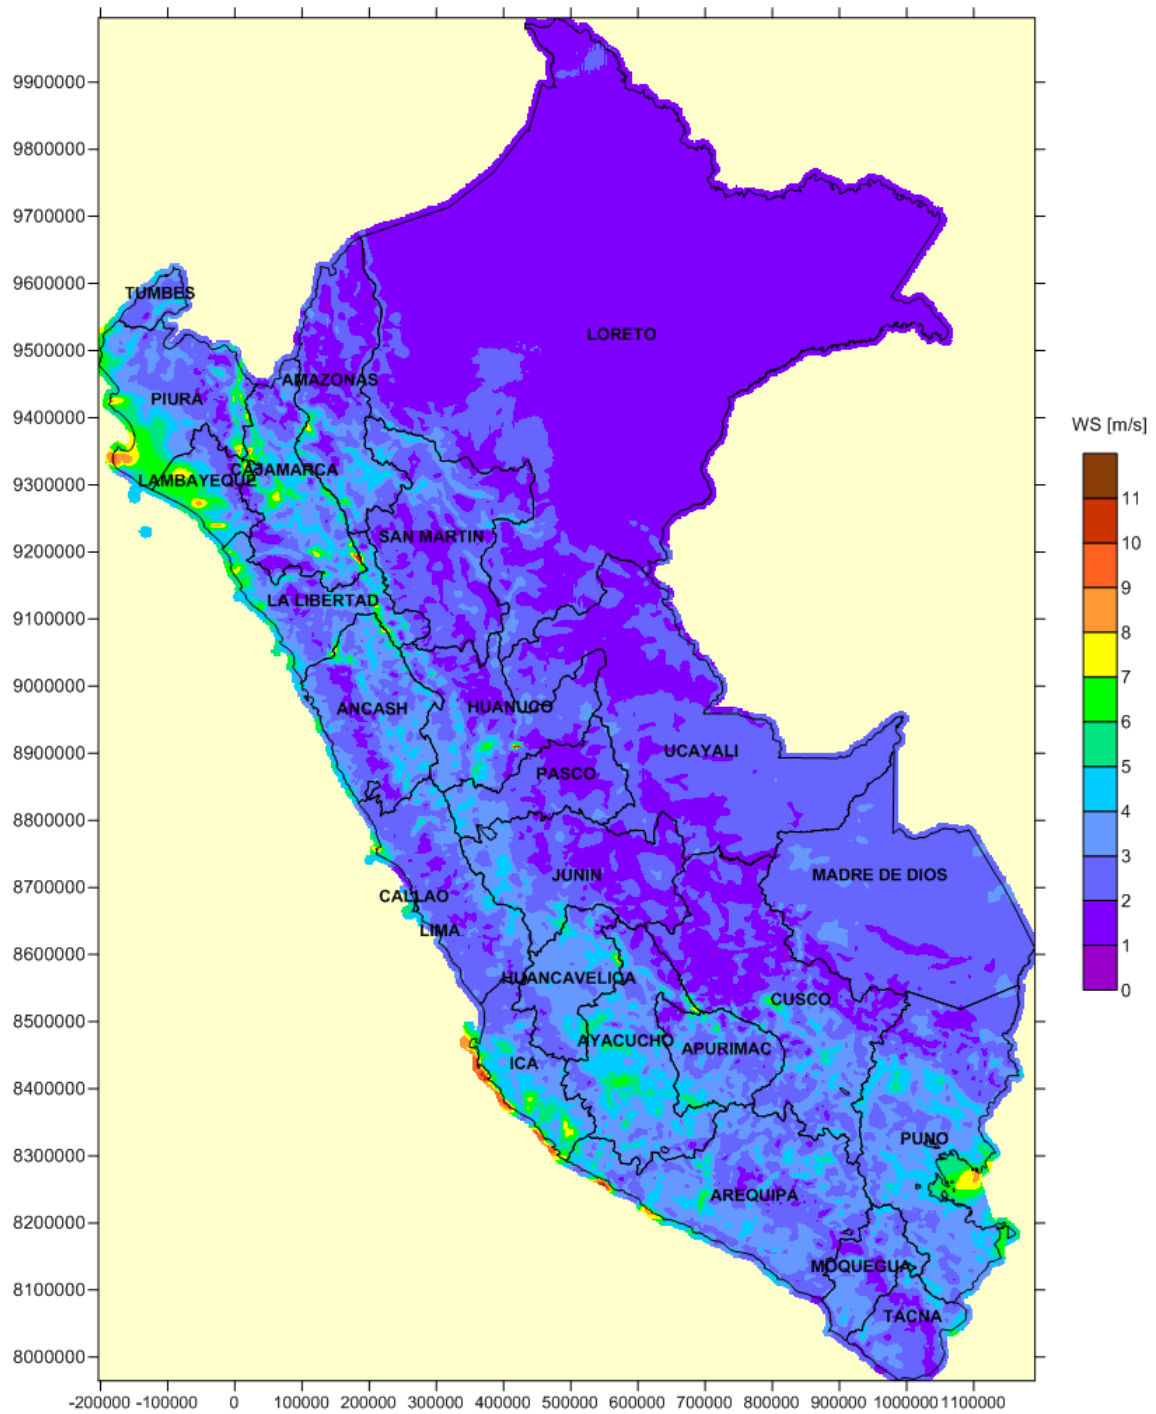 9900000
9800000
9700000
9600000
9500000
9400000
9300000
9200000
9100000
9000000
8900000
8800000
8700000
8600000
8500000
8400000
8300000
8200000
8100000
8000000
-200000 -100000 0 100000 200000 300000 400000 500000 600000 700000 800000 900000 1000000 1100000
TUMBES
LORETO
AMAZONAS
PIURA
CAJAMARCA
LAMBAYEQUE
SAN MARTIN
LA LIBERTAD
ANCASH
HUANUCO
UCAYALI
PASCO
JUNIN
MADRE DE DIOS
CALLAO
LIMA
HUANCAVELICA
CUSCO
AYACUCHO
APURIMAC
ICA
PUNO
AREQUIPA
MOQUEGUA
TACNA
WS [m/s]
11
10
9
8
7
6
5
4
3
2
1
0